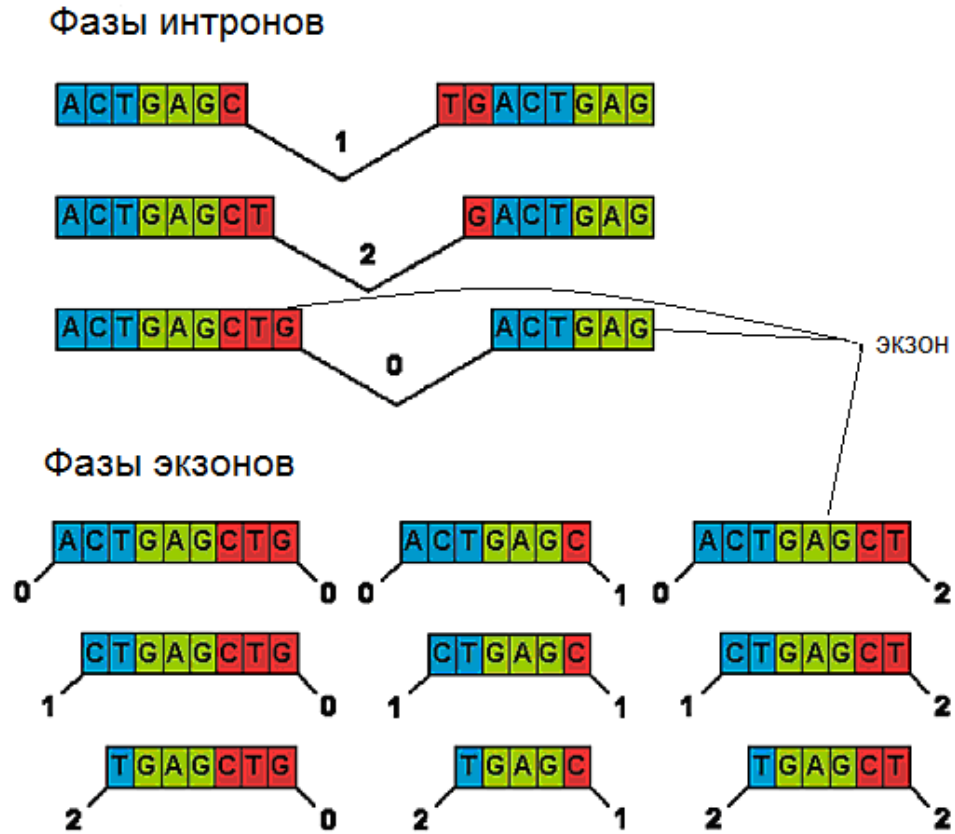 Фазы интронов
ACTGAGC TGACTGAG
1
ACTGAGCT GACTGAG
2
ACTGAGCTG ACTGAG
экзон
0
Фазы экзонов
ACTGAGCTG ACTGAGC ACTGAGCT
0 0 0 1 0 2
CTGAGCTG CTGAGC CTGAGCT
1 0 1 1 1 2
TGAGCTG TGAGC TGAGCT
2 0 2 1 2 2